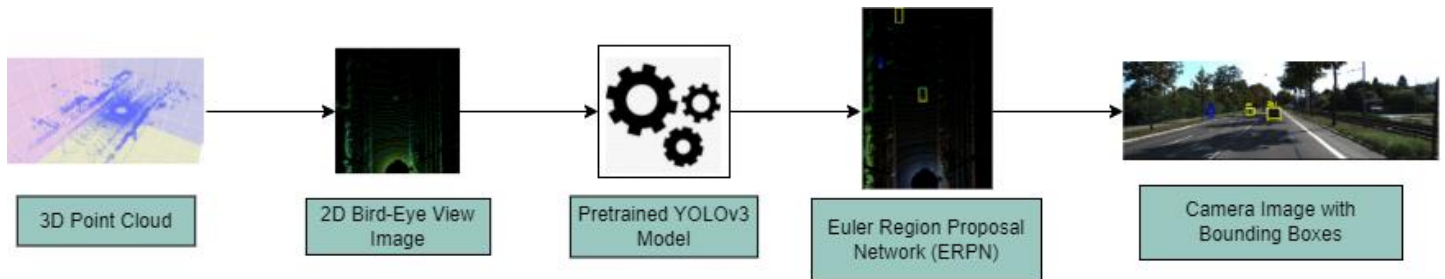 3D Point Cloud
2D Bird-Eye View
Image
Pretrained YOLOv3
Model
Euler Region Proposal
Network (ERPN)
Camera Image with
Bounding Boxes